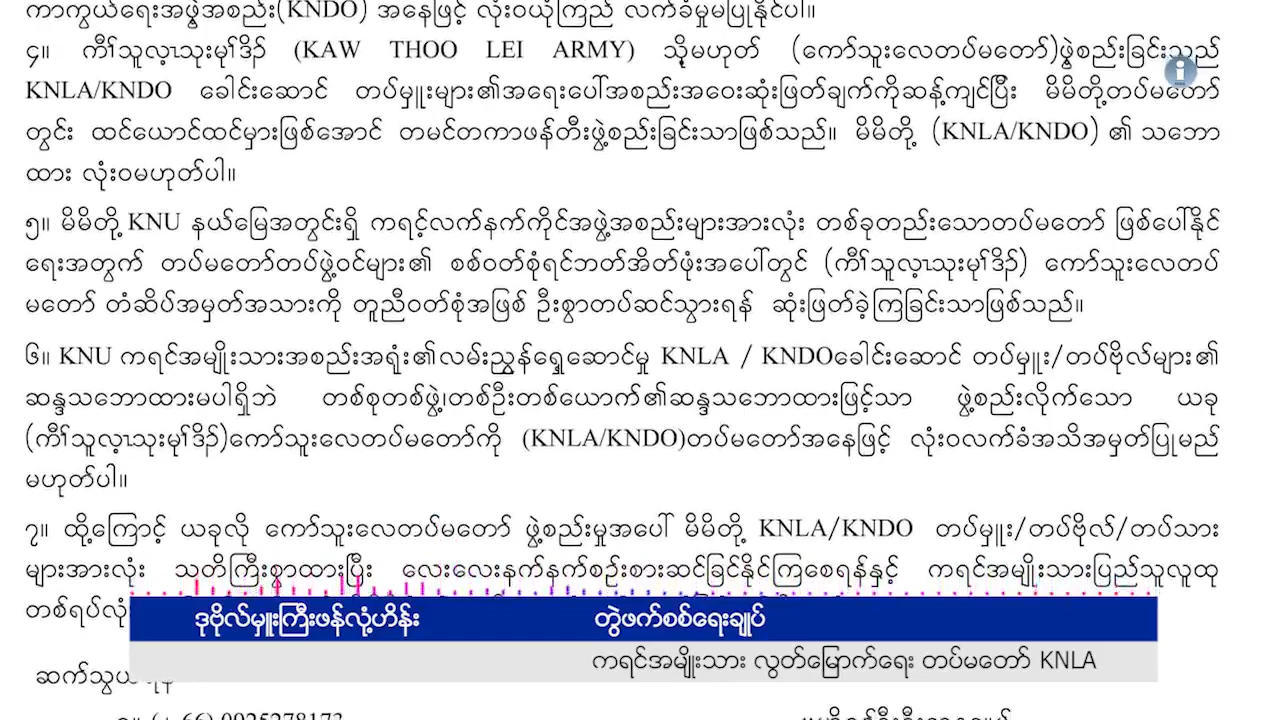 ကာကွယ်ရေးအဖွဲ့အစည်း(KNDO) အနေဖြင့် လုံးဝယုံကြည် လက်ခံမှုမပြုနိုင်ပါ။
၄။ ကီၢ်သူလ့ၤသုးမုၢ်ဒိၣ် (KAW THOO LEI ARMY) သို့မဟုတ် (ကော်သူးလေတပ်မတော်)ဖွဲ့စည်းခြင်းသည်
KNLA/KNDO ခေါင်းဆောင် တပ်မှူးများ၏အရေးပေါ်အစည်းအဝေးဆုံးဖြတ်ချက်ကိုဆန့်ကျင်ပြီး မိမိတို့တပ်မတော်
တွင်း ထင်ယောင်ထင်မှားဖြစ်အောင် တမင်တကာဖန်တီးဖွဲ့စည်းခြင်းသာဖြစ်သည်။ မိမိတို့ (KNLA/KNDO) ၏ သဘော
ထား လုံးဝမဟုတ်ပါ။
၅။ မိမိတို့ KNU နယ်မြေအတွင်းရှိ ကရင့်လက်နက်ကိုင်အဖွဲ့အစည်းများအားလုံး တစ်ခုတည်းသောတပ်မတော် ဖြစ်ပေါ်နိုင်
ရေးအတွက် တပ်မတော်တပ်ဖွဲ့ဝင်များ၏ စစ်ဝတ်စုံရင်ဘတ်အိတ်ဖုံးအပေါ်တွင် (ကီၢ်သူလ့ၤသုးမုၢ်ဒိၣ်) ကော်သူးလေတပ်
မတော် တံဆိပ်အမှတ်အသားကို တူညီဝတ်စုံအဖြစ် ဦးစွာတပ်ဆင်သွားရန် ဆုံးဖြတ်ခဲ့ကြခြင်းသာဖြစ်သည်။
၆။ KNU ကရင်အမျိုးသားအစည်းအရုံး၏လမ်းညွှန်ရှေ့ဆောင်မှု KNLA / KNDOခေါင်းဆောင် တပ်မှူး/တပ်ဗိုလ်များ၏
ဆန္ဒသဘောထားမပါရှိဘဲ တစ်စုတစ်ဖွဲ့၊တစ်ဦးတစ်ယောက်၏ဆန္ဒသဘောထားဖြင့်သာ ဖွဲ့စည်းလိုက်သော ယခု
(ကီၢ်သူလ့ၤသုးမုၢ်ဒိၣ်)ကော်သူးလေတပ်မတော်ကို (KNLA/KNDO)တပ်မတော်အနေဖြင့် လုံးဝလက်ခံအသိအမှတ်ပြုမည်
မဟုတ်ပါ။
၇။ ထို့ကြောင့် ယခုလို ကော်သူးလေတပ်မတော် ဖွဲ့စည်းမှုအပေါ် မိမိတို့ KNLA/KNDO တပ်မှူး/တပ်ဗိုလ်/တပ်သား
များအားလုံး သတိကြီးစွာထားပြီး လေးလေးနက်နက်စဉ်းစားဆင်ခြင်နိုင်ကြစေရန်နှင့် ကရင်အမျိုးသားပြည်သူလူထု
တစ်ရပ်လုံး
ဒုဗိုလ်မှူးကြီးဖန်လုံ့ဟိန်း တွဲဖက်စစ်ရေးချုပ်
ကရင်အမျိုးသား လွတ်မြောက်ရေး တပ်မတော် KNLA
ဆက်သွယ်ရန်